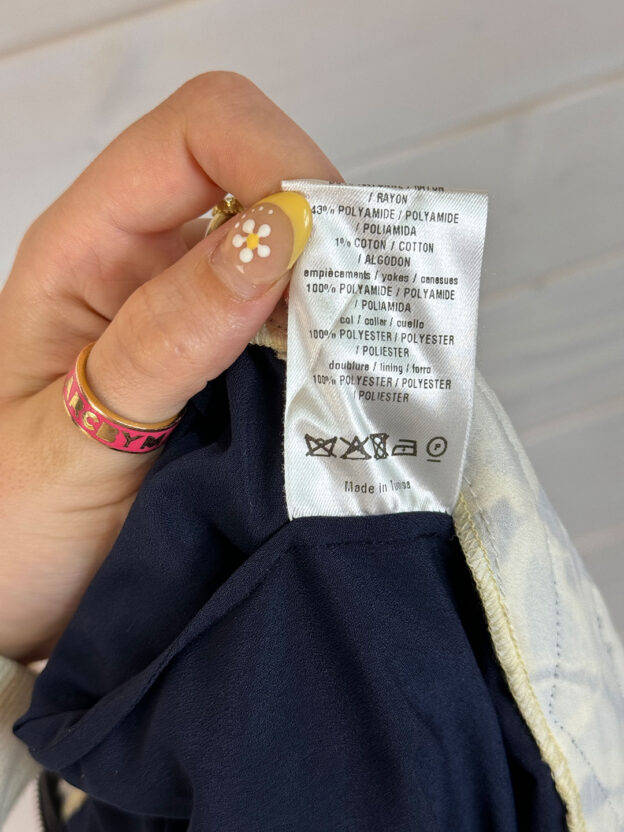 / RAYON
43% POLYAMIDE / POLYAMIDE
/ POLIAMIDA
1% COTON / COTTON
/ ALGODON
empiècements / yokes / canesues
100% POLYAMIDE / POLYAMIDE
/ POLIAMIDA
col / collar / cuello
100% POLYESTER / POLYESTER
/ POLIESTER
doublure / lining / forro
100% POLYESTER / POLYESTER
/ POLIESTER
P
Made in